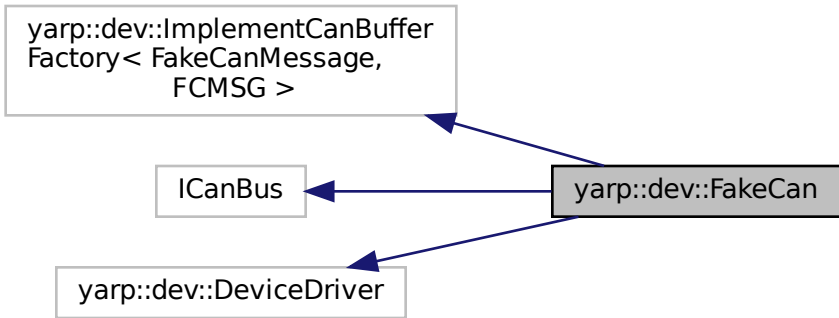 yarp::dev::ImplementCanBuffer
Factory< FakeCanMessage,
FCMSG >
ICanBus
yarp::dev::FakeCan
yarp::dev::DeviceDriver